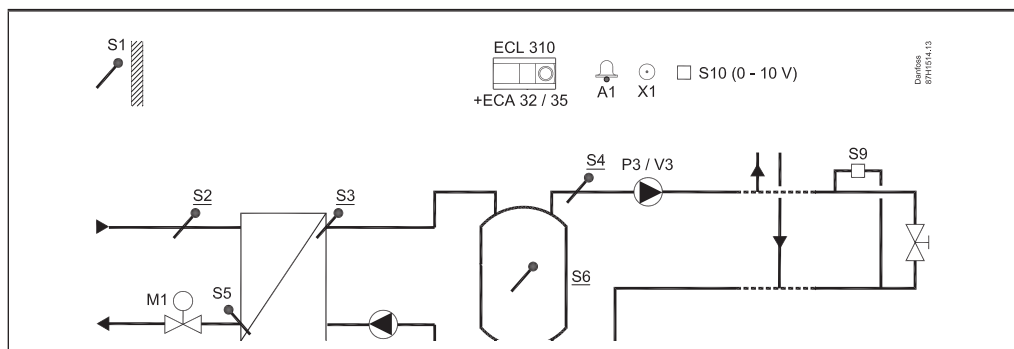 S1
ECL 310
+ECA 32 / 35
A1
X1
S10 (0 - 10 V)
Danfoss
87H1514.13
S2
S3
S4
P3 / V3
S9
S6
M1
S5